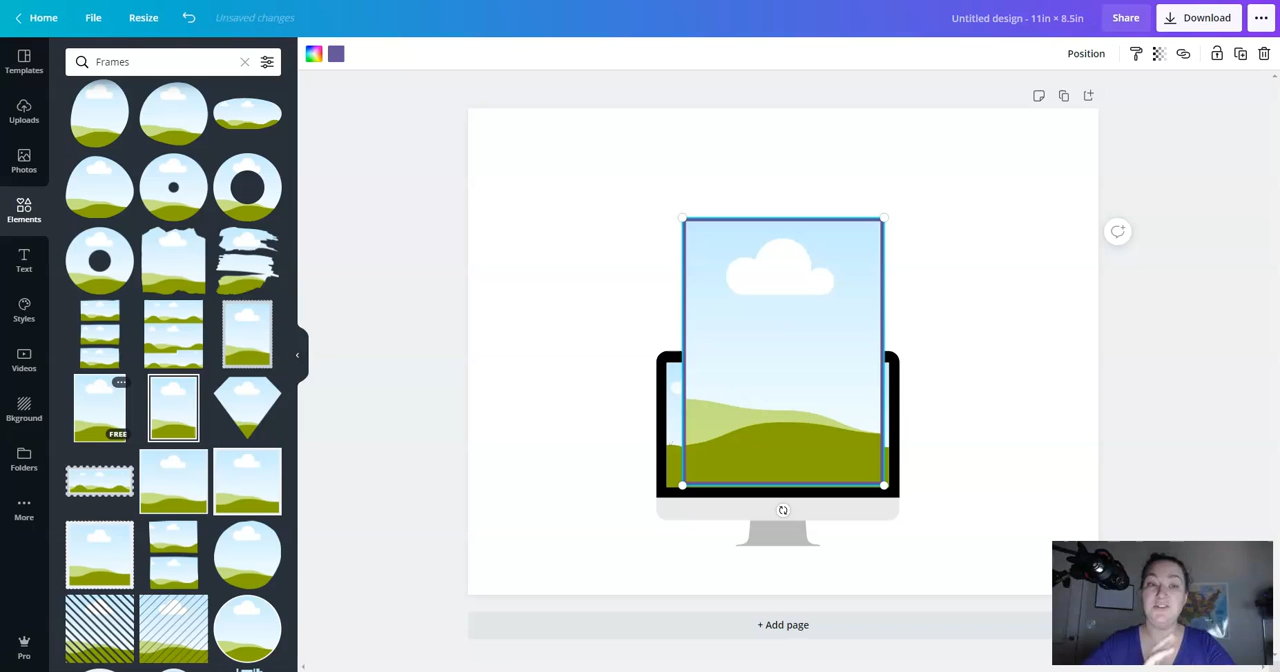 Home File Resize Unsaved changes Untitled design - 11in × 8.5in Share Download
Templates
Frames
Position
Uploads
Photos
Elements
Text
Styles
Videos
FREE
Bkground
Folders
More
+ Add page
Pro